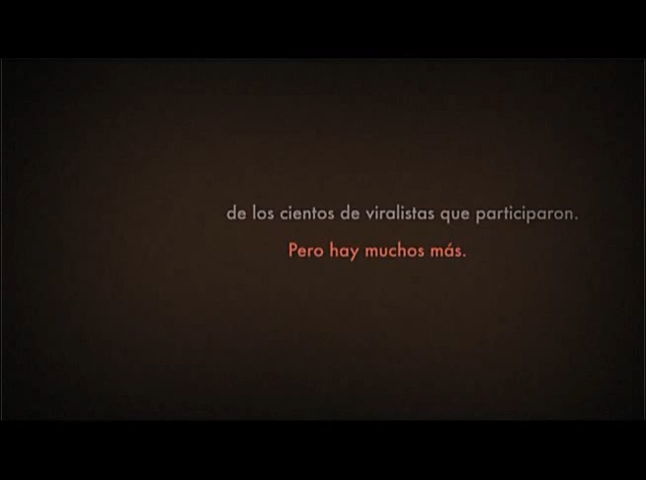 de los cientos de viralistas que participaron.
Pero hay muchos más.